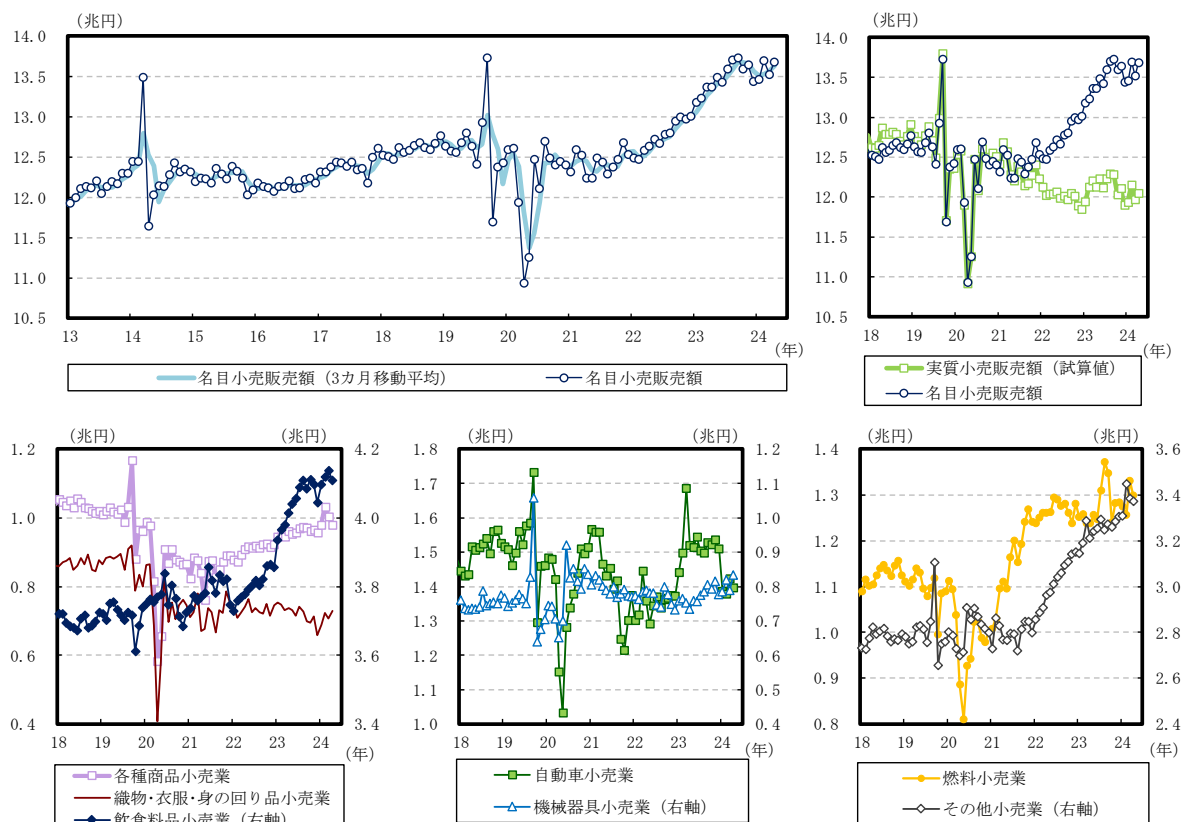 （兆円）
14.0
13.5
13.0
12.5
12.0
11.5
11.0
10.5
13 14 15 16 17 18 19 20 21 22 23 24
（年）
名目小売販売額（3カ月移動平均） 名目小売販売額
（兆円）
14.0
13.5
13.0
12.5
12.0
11.5
11.0
10.5
18 19 20 21 22 23 24
（年）
実質小売販売額（試算値）
名目小売販売額
（兆円） （兆円）
1.2 4.2
1.0 4.0
0.8 3.8
0.6 3.6
0.4 3.4
18 19 20 21 22 23 24
（年）
各種商品小売業
織物・衣服・身の回り品小売業
飲食料品小売業（右軸）
（兆円） （兆円）
1.8 1.2
1.7 1.1
1.6 1.0
1.5 0.9
1.4 0.8
1.3 0.7
1.2 0.6
1.1 0.5
1.0 0.4
18 19 20 21 22 23 24
（年）
自動車小売業
機械器具小売業（右軸）
（兆円） （兆円）
1.4 3.6
1.3 3.4
1.2 3.2
1.1 3.0
1.0 2.8
0.9 2.6
0.8 2.4
18 19 20 21 22 23 24
（年）
燃料小売業
その他小売業（右軸）